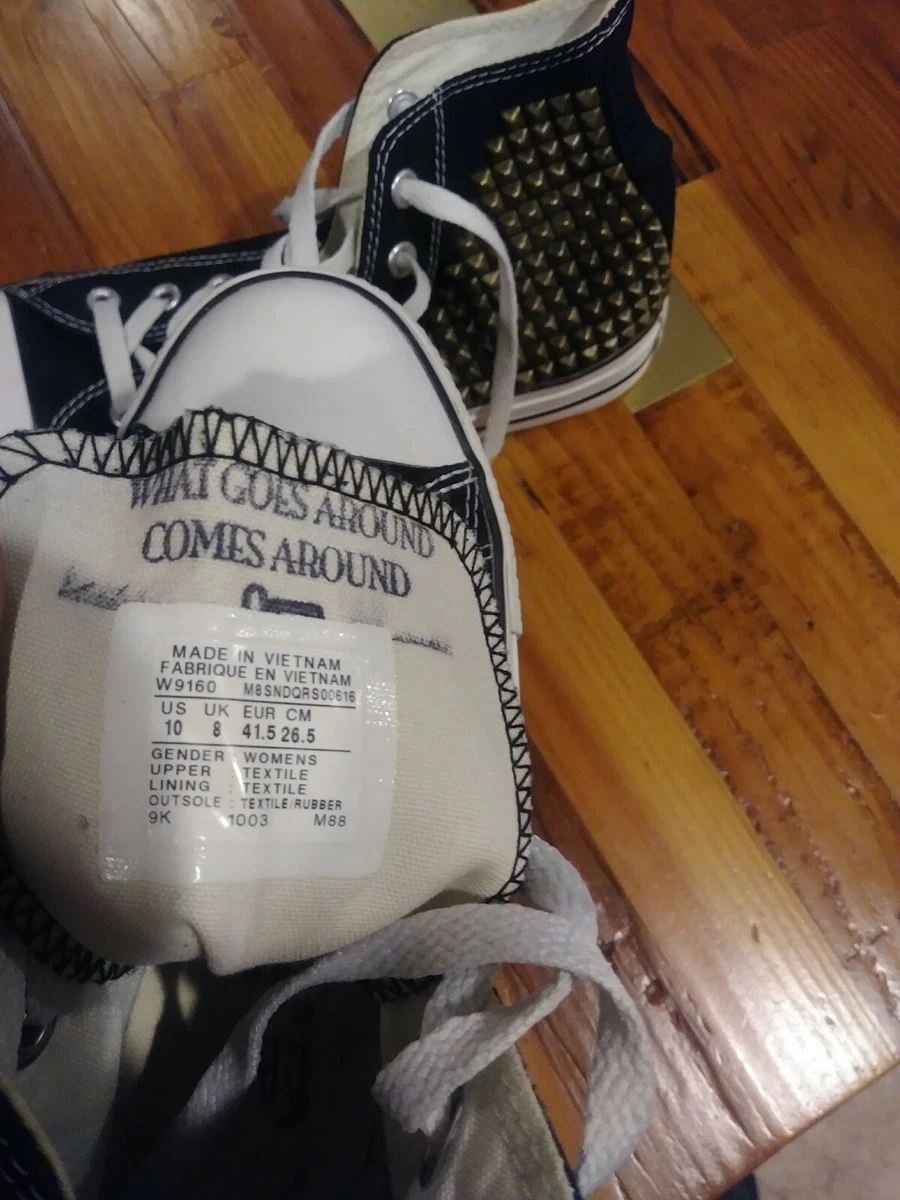 WHAT GOES AROUND
COMES AROUND
MADE IN VIETNAM
FABRIQUE EN VIETNAM
W9160 M8SNDQRS00616
US UK EUR CM
10 8 41.5 26.5
GENDER : WOMENS
UPPER : TEXTILE
LINING : TEXTILE
OUTSOLE : TEXTILE/RUBBER
9K 1003 M88